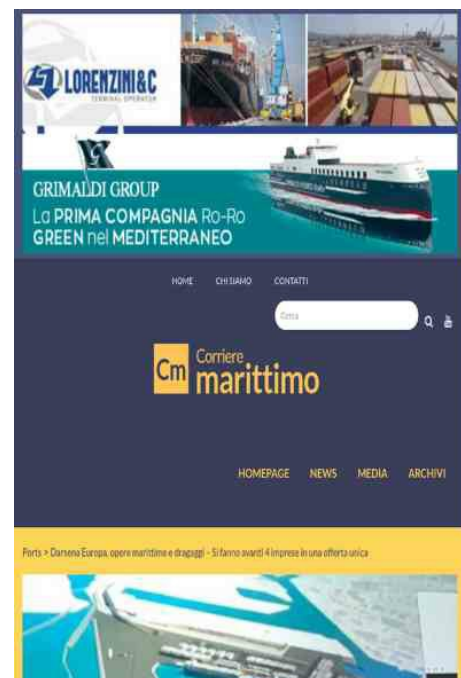 LORENZINI&C
TERMINAL OPERATOR
GRIMALDI GROUP
La PRIMA COMPAGNIA Ro-Ro
GREEN nel MEDITERRANEO
HOME CHI SIAMO CONTATTI
Cerca
Cm Corriere
marittimo
HOMEPAGE NEWS MEDIA ARCHIVI
Ports > Darsena Europa, opere marittime e dragaggi – Si fanno avanti 4 imprese in una offerta unica